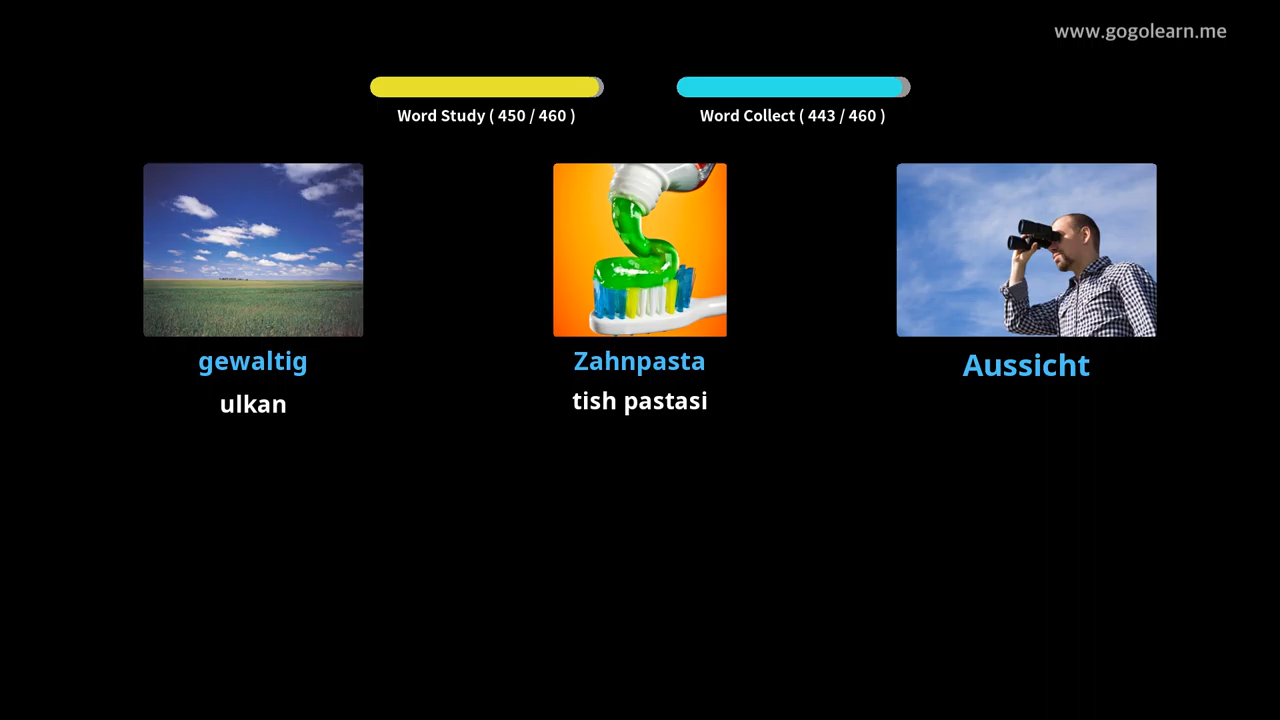 www.gogolearn.me
Word Study ( 450 / 460 )
Word Collect ( 443 / 460 )
gewaltig
ulkan
Zahnpasta
tish pastasi
Aussicht